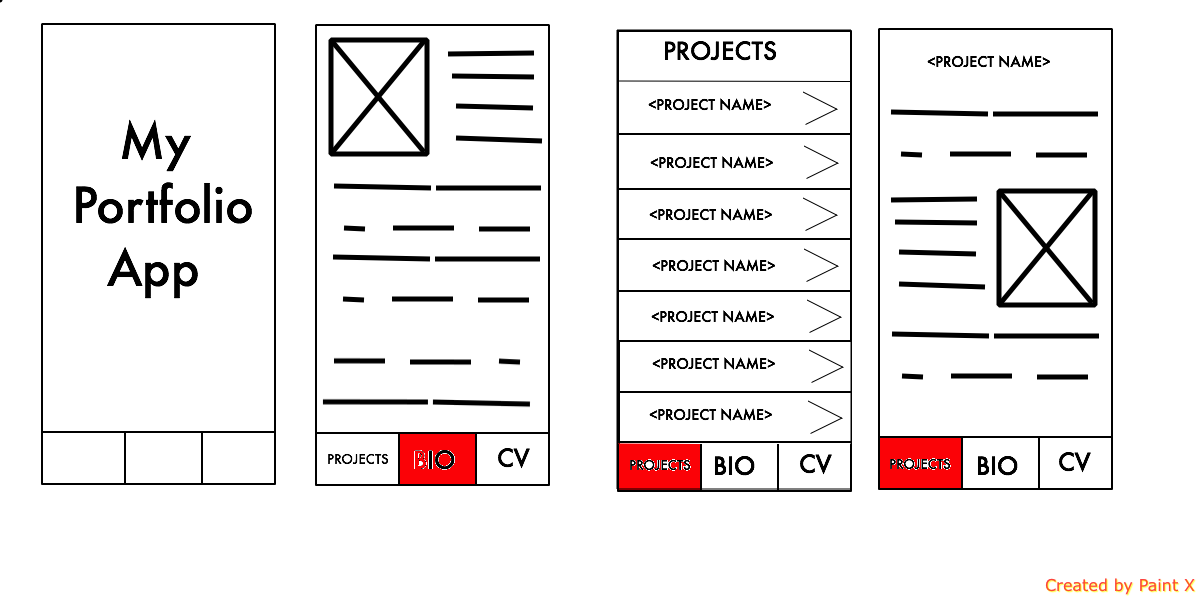 My
Portfolio
App
PROJECTS
BIO
CV
PROJECTS
<PROJECT NAME>
<PROJECT NAME>
<PROJECT NAME>
<PROJECT NAME>
<PROJECT NAME>
<PROJECT NAME>
<PROJECT NAME>
PROJECTS
BIO
CV
<PROJECT NAME>
PROJECTS
BIO
CV
Created by Paint X